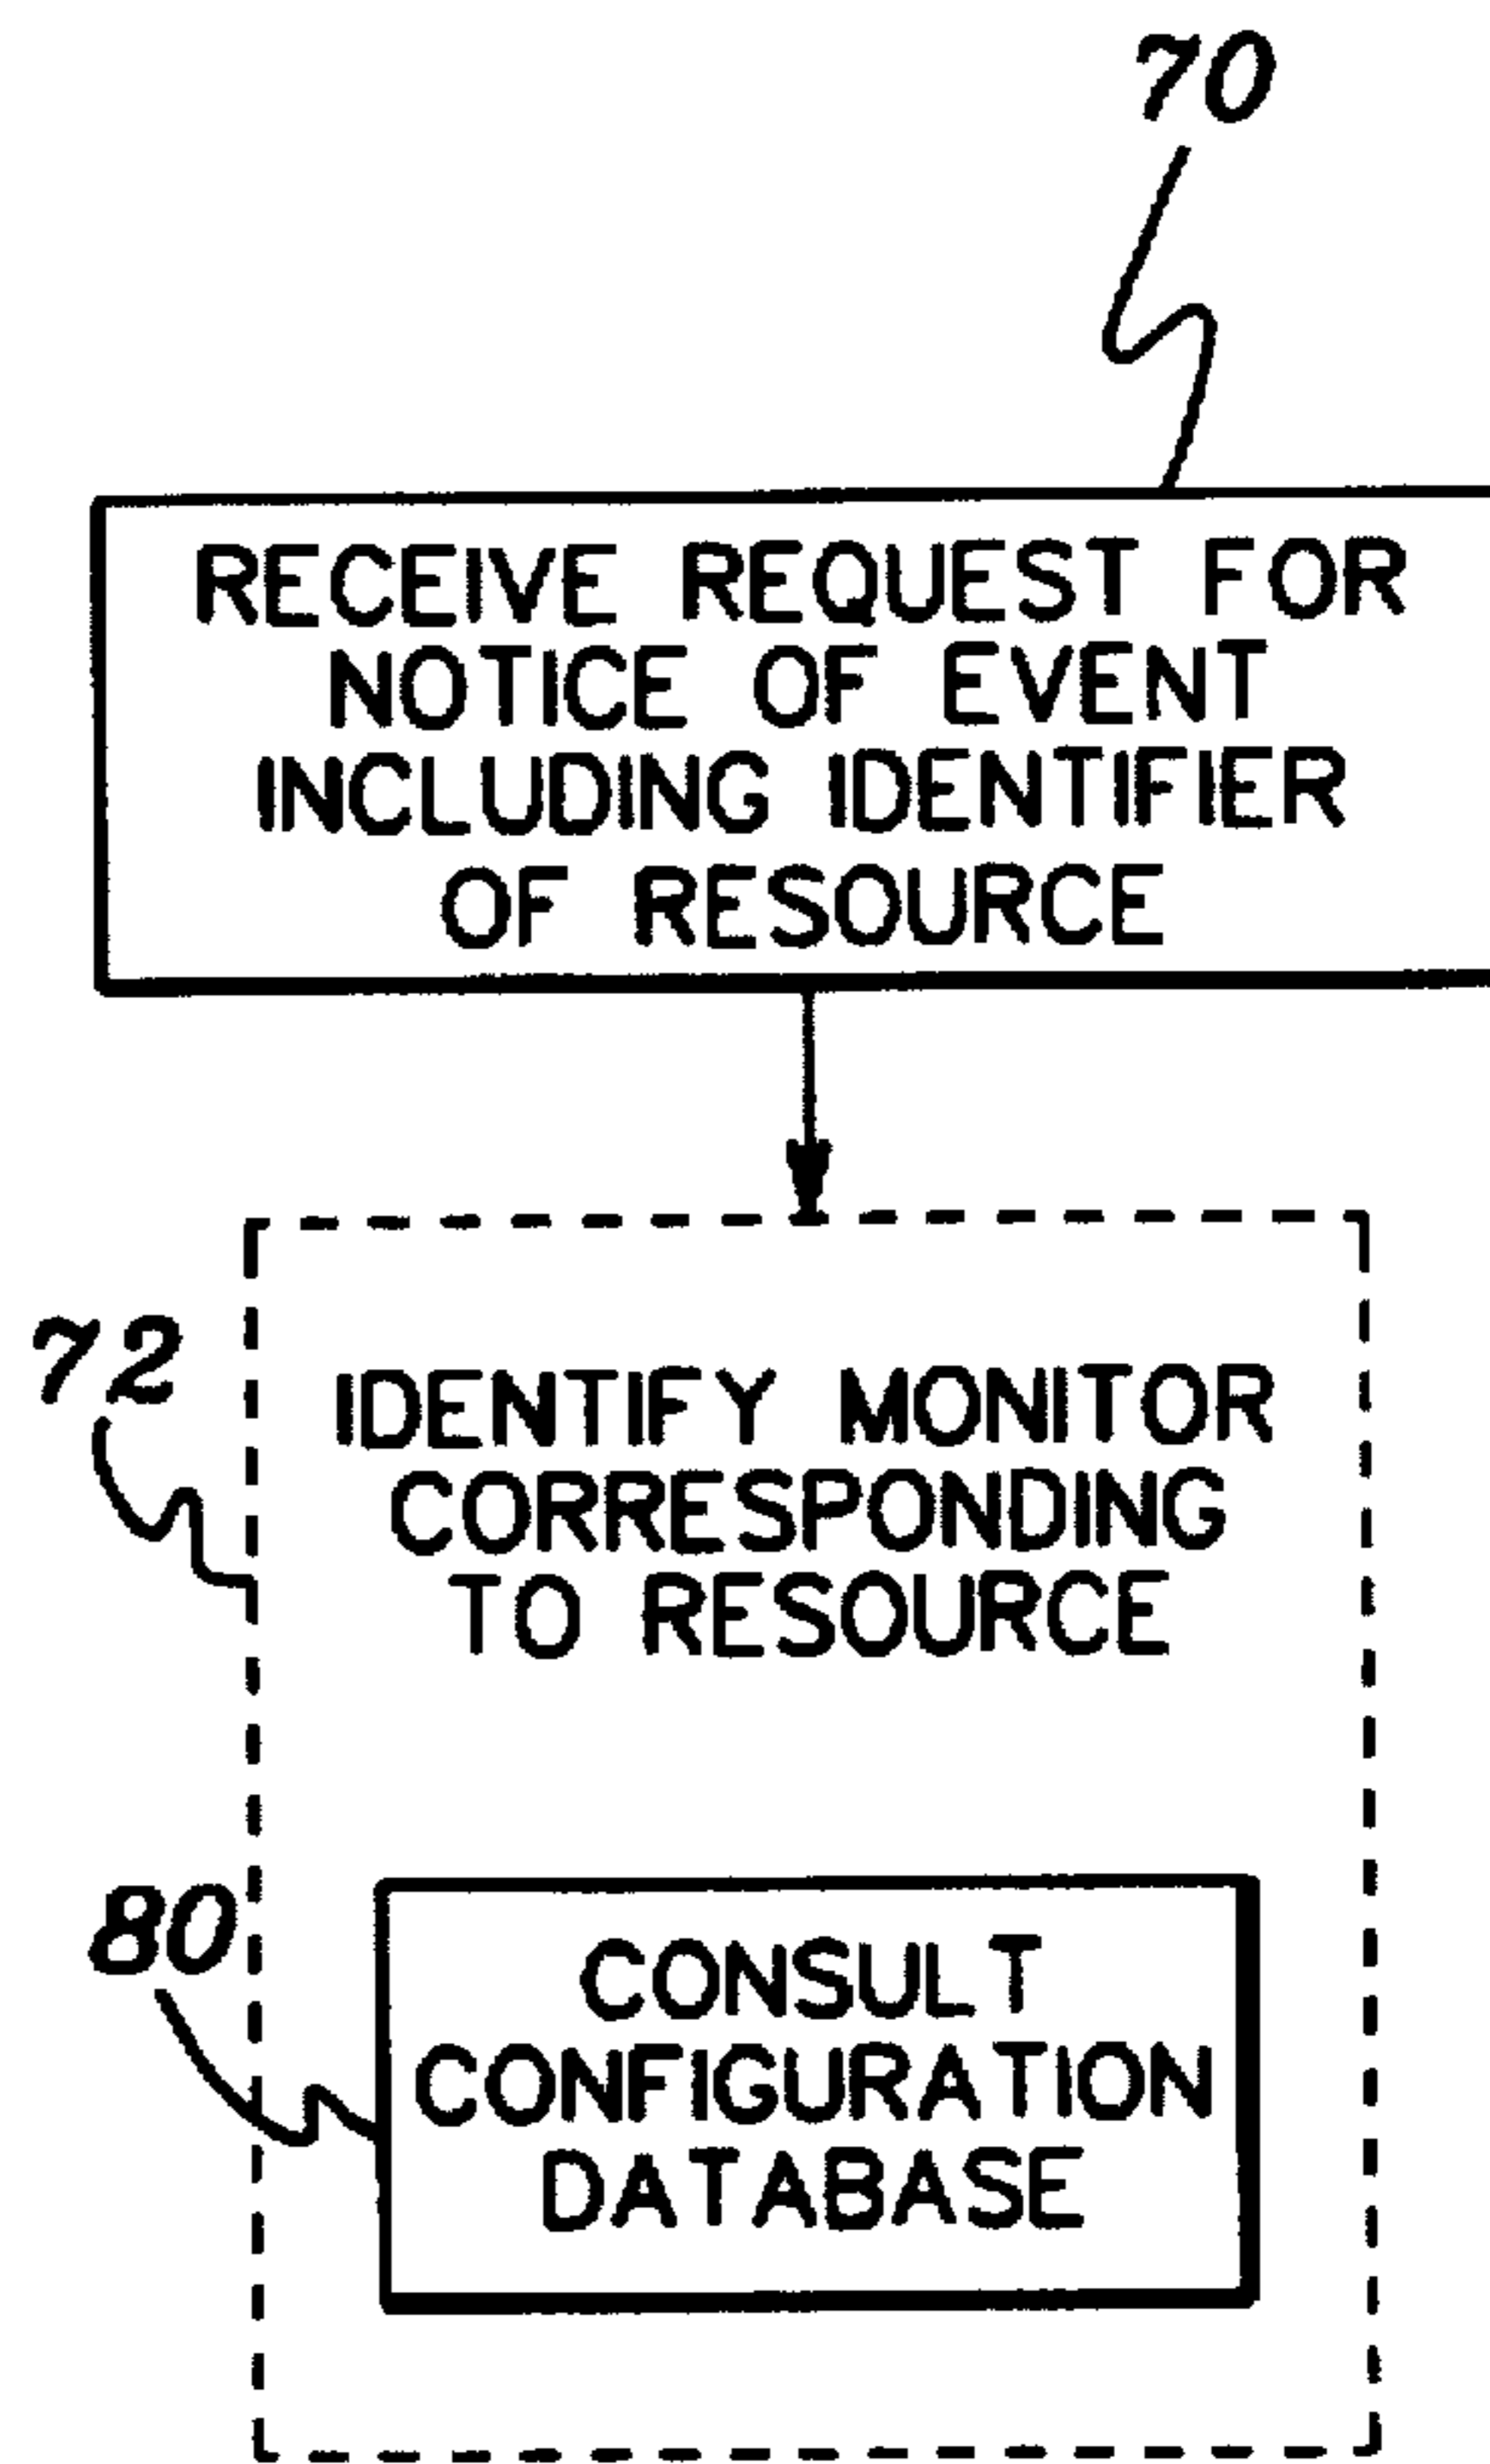 70
RECEIVE REQUEST FOR
NOTICE OF EVENT
INCLUDING IDENTIFIER
OF RESOURCE
72
IDENTIFY MONITOR
CORRESPONDING
TO RESOURCE
80
CONSULT
CONFIGURATION
DATABASE